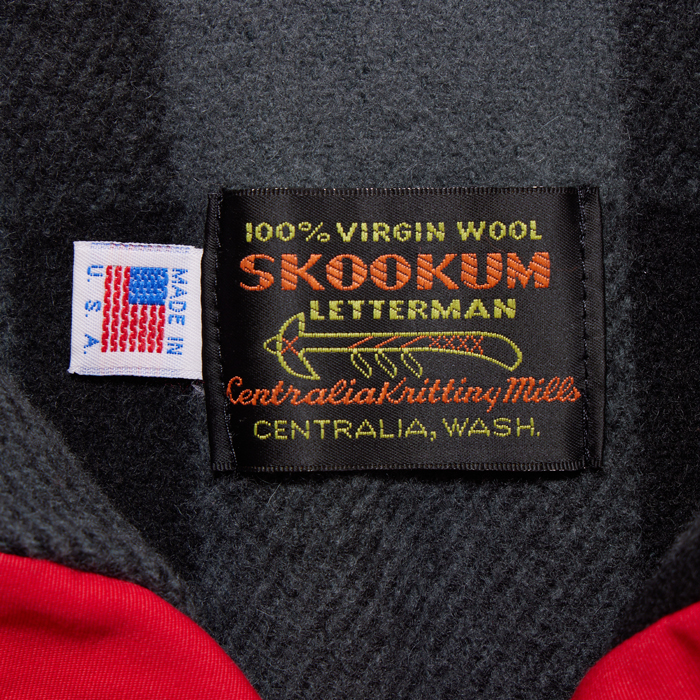 100% VIRGIN WOOL
SKOOKUM
LETTERMAN
Centralia Knitting Mills
CENTRALIA, WASH.
MADE IN
U.S.A.